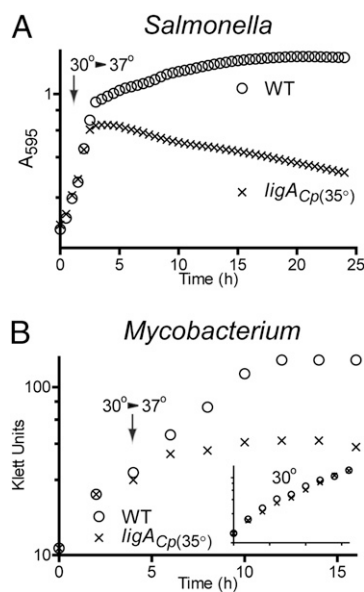 A
Salmonella
30°►37°
1
WT
A595
ligACp(35°)
0
5
10
15
20
25
Time (h)
B
Mycobacterium
100
30°►37°
Klett Units
30°
WT
ligACp(35°)
10
0
5
10
15
Time (h)